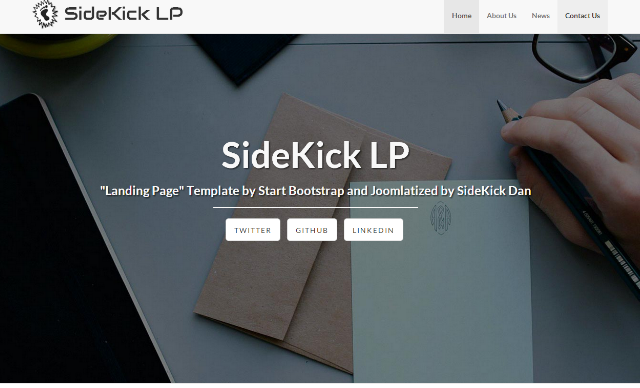 SideKick LP
Home
About Us
News
Contact Us
SideKick LP
"Landing Page" Template by Start Bootstrap and Joomlatized by SideKick Dan
TWITTER
GITHUB
LINKEDIN